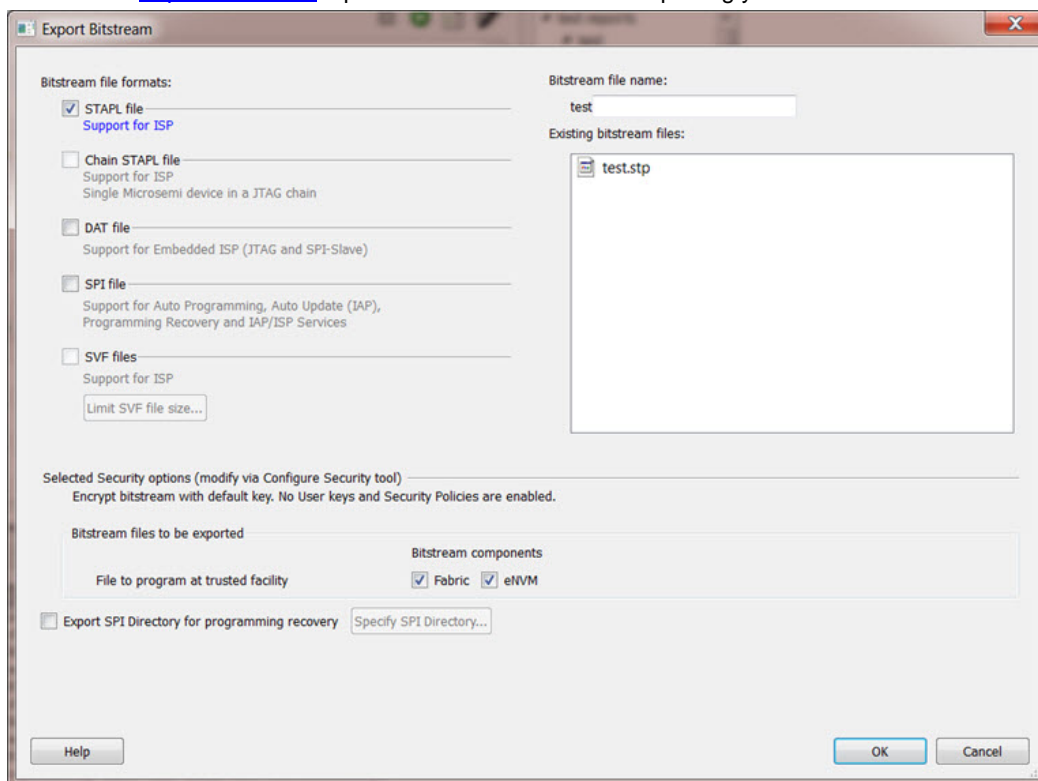 Export Bitstream
Bitstream file formats:
STAPL file
Support for ISP
Chain STAPL file
Support for ISP
Single Microsemi device in a JTAG chain
DAT file
Support for Embedded ISP (JTAG and SPI-Slave)
SPI file
Support for Auto Programming, Auto Update (IAP),
Programming Recovery and IAP/ISP Services
SVF files
Support for ISP
Limit SVF file size...
Bitstream file name:
test
Existing bitstream files:
test.stp
Selected Security options (modify via Configure Security tool)
Encrypt bitstream with default key. No User keys and Security Policies are enabled.
Bitstream files to be exported
Bitstream components
File to program at trusted facility Fabric eNVM
Export SPI Directory for programming recovery Specify SPI Directory...
Help OK Cancel